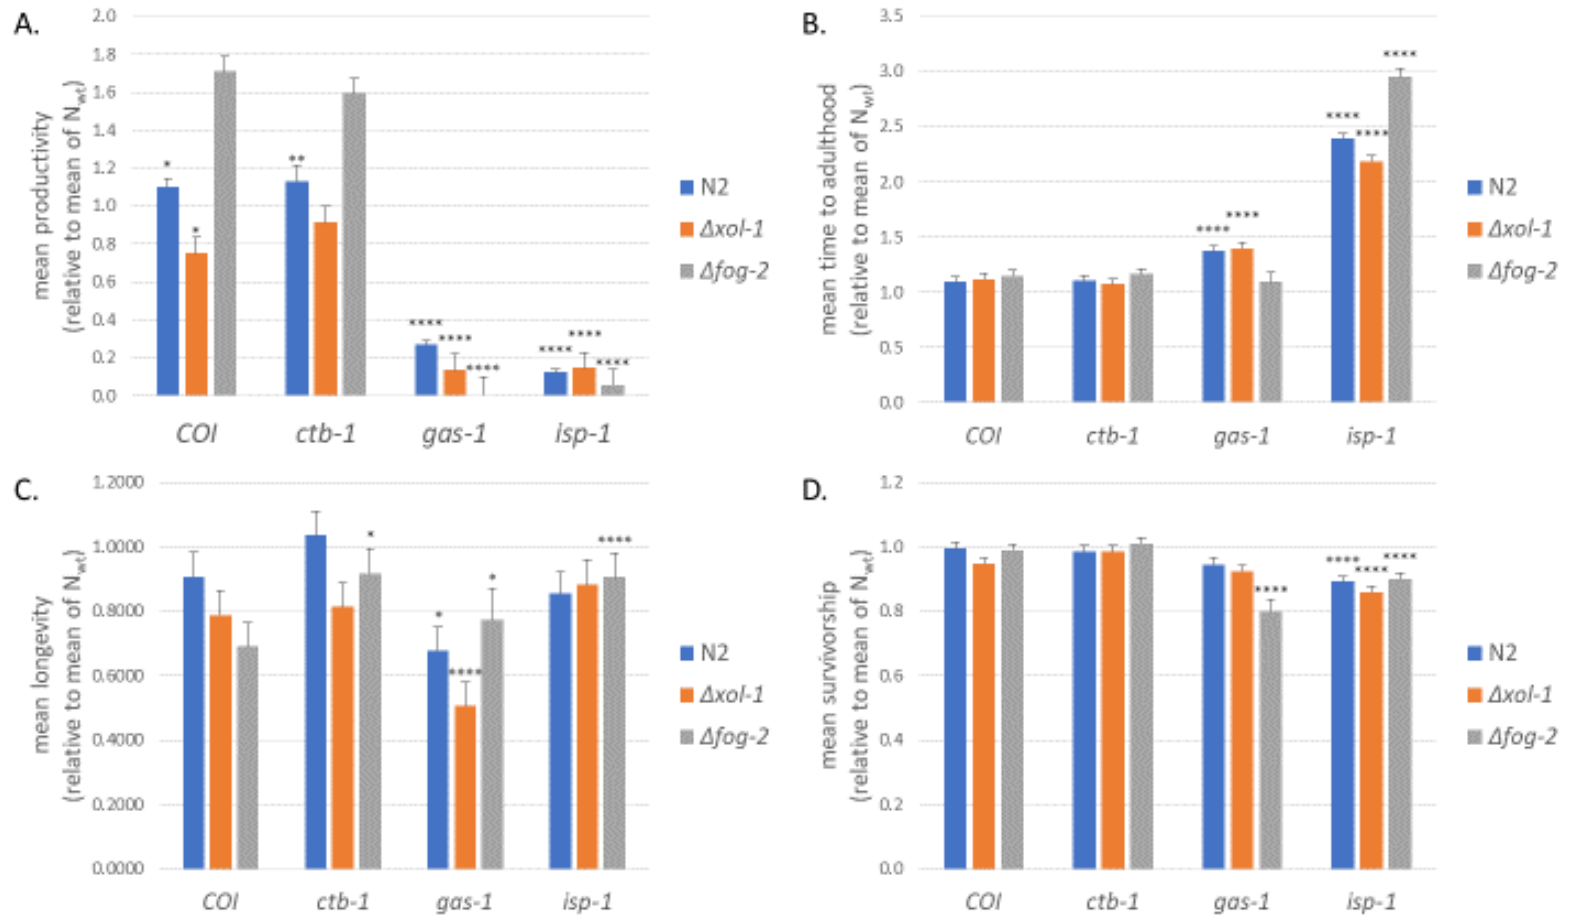 A.
mean productivity
(relative to mean of Nwt)
2.0
1.8
1.6
1.4
1.2
1.0
0.8
0.6
0.4
0.2
0.0
*
*
**
****
****
****
****
****
****
COI ctb-1 gas-1 isp-1
N2
Δxol-1
Δfog-2
B.
mean time to adulthood
(relative to mean of Nwt)
3.5
3.0
2.5
2.0
1.5
1.0
0.5
0.0
****
****
****
****
****
COI ctb-1 gas-1 isp-1
N2
Δxol-1
Δfog-2
C.
mean longevity
(relative to mean of Nwt)
1.2000
1.0000
0.8000
0.6000
0.4000
0.2000
0.0000
*
*
****
*
****
COI ctb-1 gas-1 isp-1
N2
Δxol-1
Δfog-2
D.
mean survivorship
(relative to mean of Nwt)
1.2
1.0
0.8
0.6
0.4
0.2
0.0
****
****
****
****
COI ctb-1 gas-1 isp-1
N2
Δxol-1
Δfog-2